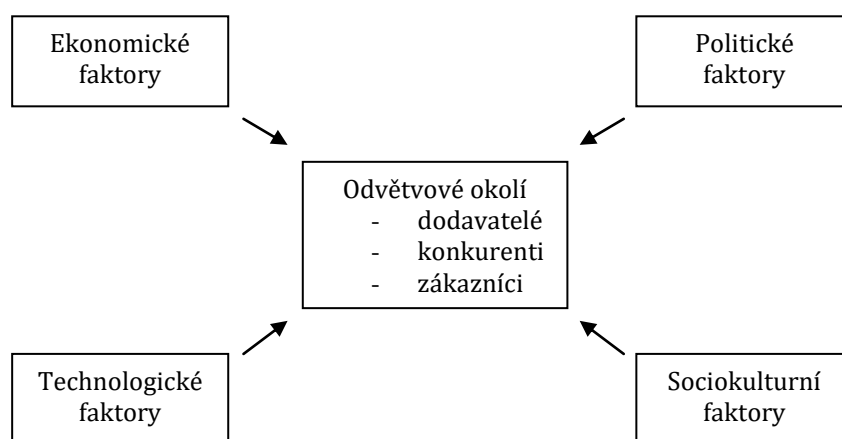 Ekonomické
faktory
Politické
faktory
Odvětvové okolí
- dodavatelé
- konkurenti
- zákazníci
Technologické
faktory
Sociokulturní
faktory